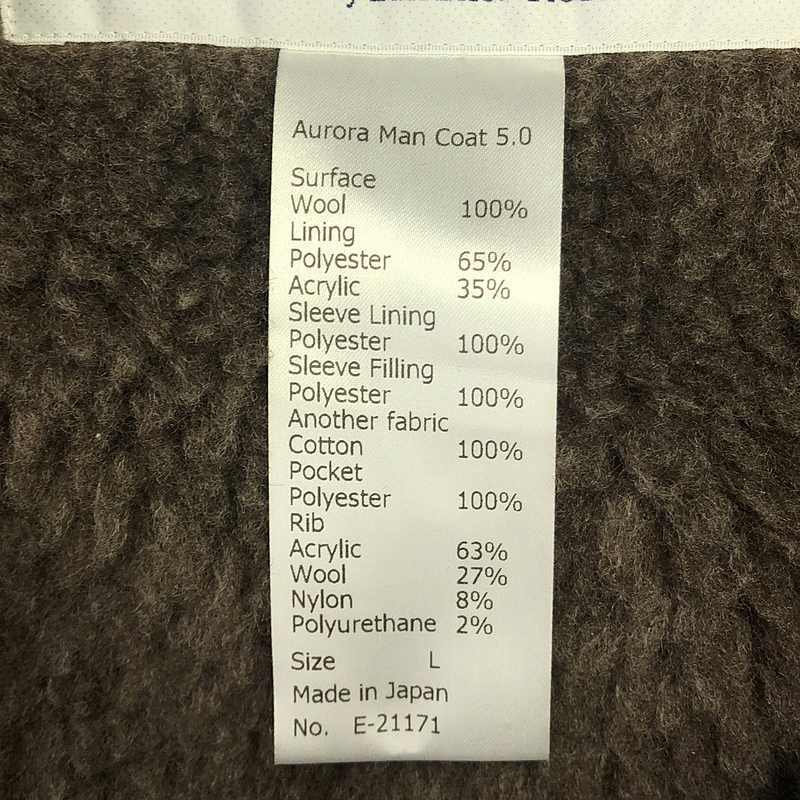 Aurora Man Coat 5.0
Surface
Wool 100%
Lining
Polyester 65%
Acrylic 35%
Sleeve Lining
Polyester 100%
Sleeve Filling
Polyester 100%
Another fabric
Cotton 100%
Pocket
Polyester 100%
Rib
Acrylic 63%
Wool 27%
Nylon 8%
Polyurethane 2%
Size L
Made in Japan
No. E-21171